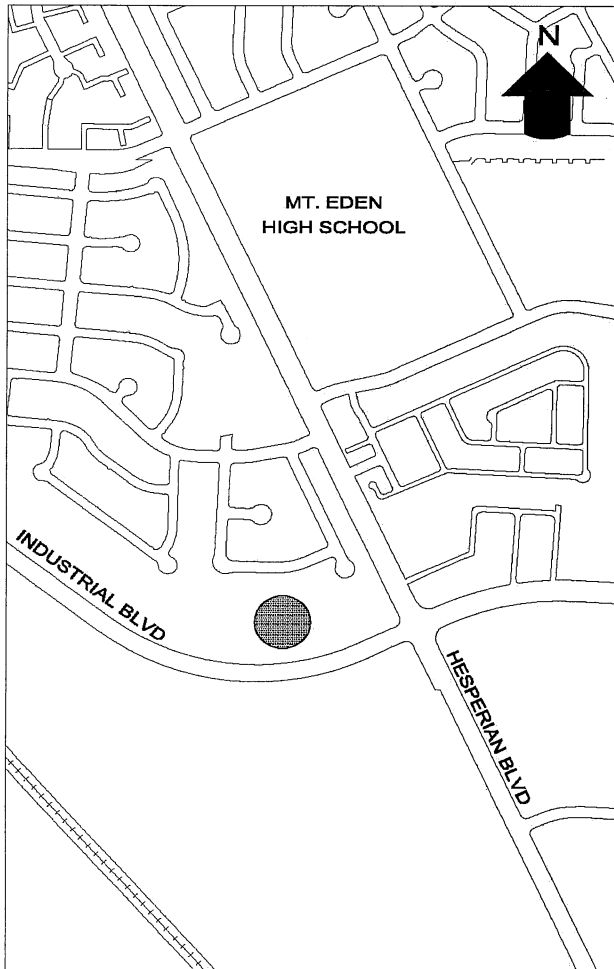 N
MT. EDEN
HIGH SCHOOL
INDUSTRIAL BLVD
HESPERIAN BLVD